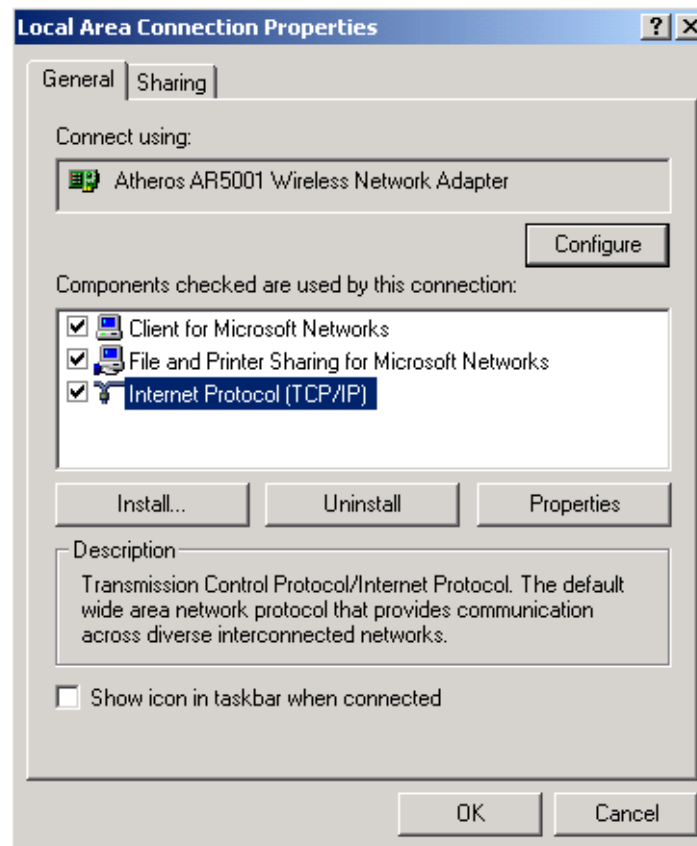 Local Area Connection Properties
General
Sharing
Connect using:
Atheros AR5001 Wireless Network Adapter
Configure
Components checked are used by this connection:
Client for Microsoft Networks
File and Printer Sharing for Microsoft Networks
Internet Protocol (TCP/IP)
Install...
Uninstall
Properties
Description
Transmission Control Protocol/Internet Protocol. The default
wide area network protocol that provides communication
across diverse interconnected networks.
Show icon in taskbar when connected
OK
Cancel